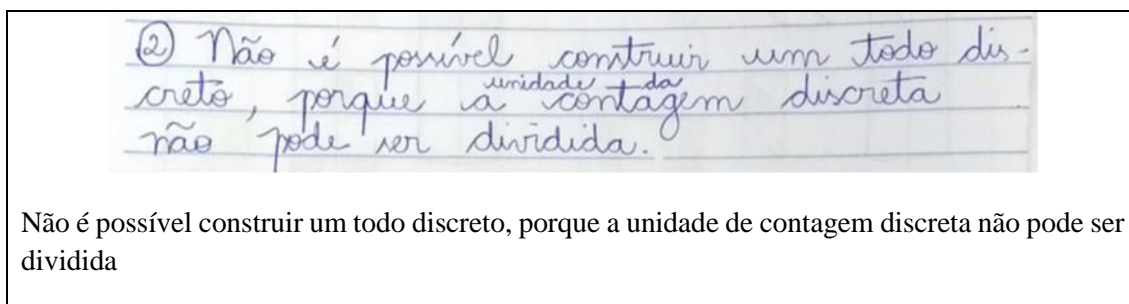 ② Não é possível construir um todo dis-
creto, porque a unidade da contagem discreta
não pode ser dividida.
Não é possível construir um todo discreto, porque a unidade de contagem discreta não pode ser
dividida